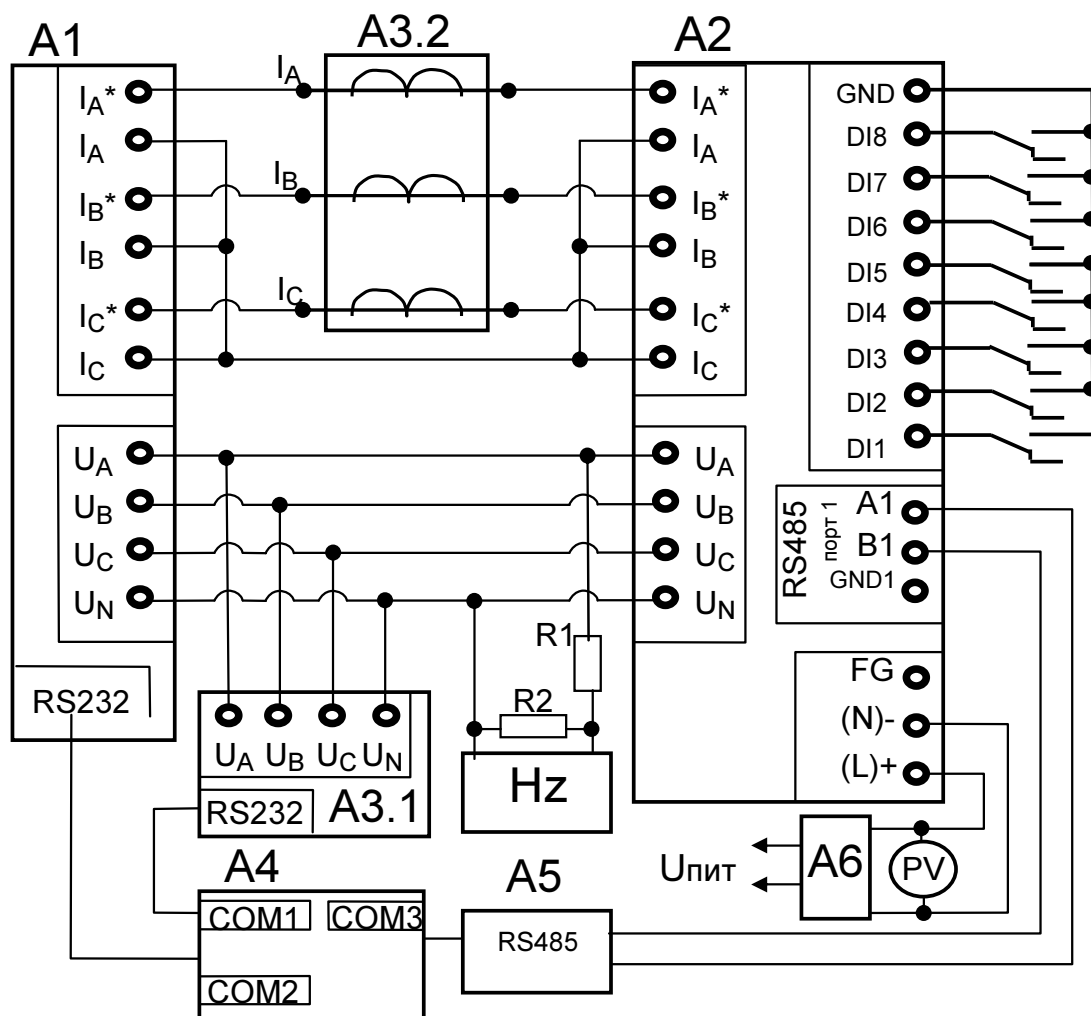 A1
A3.2
A2
IA*
IA
IB*
IB
IC*
IC
IA
IB
IC
IA*
IA
IB*
IB
IC*
IC
GND
DI8
DI7
DI6
DI5
DI4
DI3
DI2
DI1
UA
UB
UC
UN
UA
UB
UC
UN
RS485
порт 1
A1
B1
GND1
R1
R2
Hz
FG
(N)-
(L)+
RS232
UA UB UC UN
RS232
A3.1
Uпит
A6
PV
A4
COM1
COM3
COM2
A5
RS485